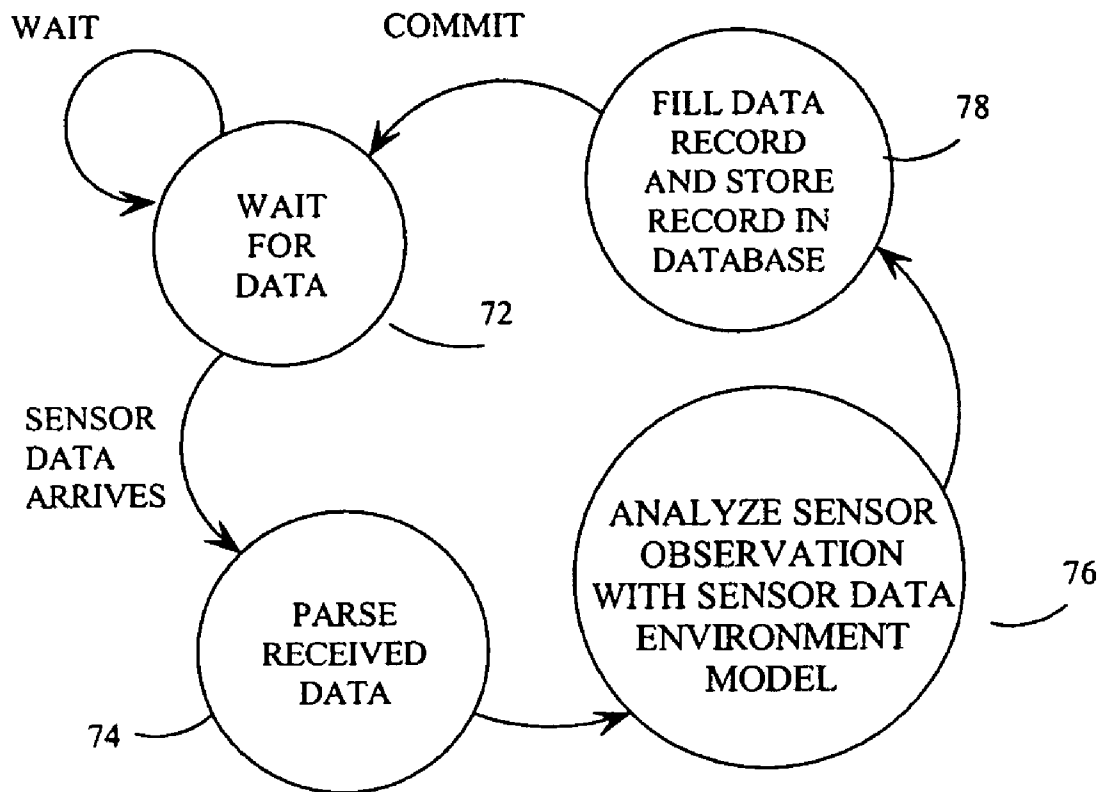 WAIT
COMMIT
WAIT
FOR
DATA
72
FILL DATA
RECORD
AND STORE
RECORD IN
DATABASE
78
SENSOR
DATA
ARRIVES
PARSE
RECEIVED
DATA
74
ANALYZE SENSOR
OBSERVATION
WITH SENSOR DATA
ENVIRONMENT
MODEL
76